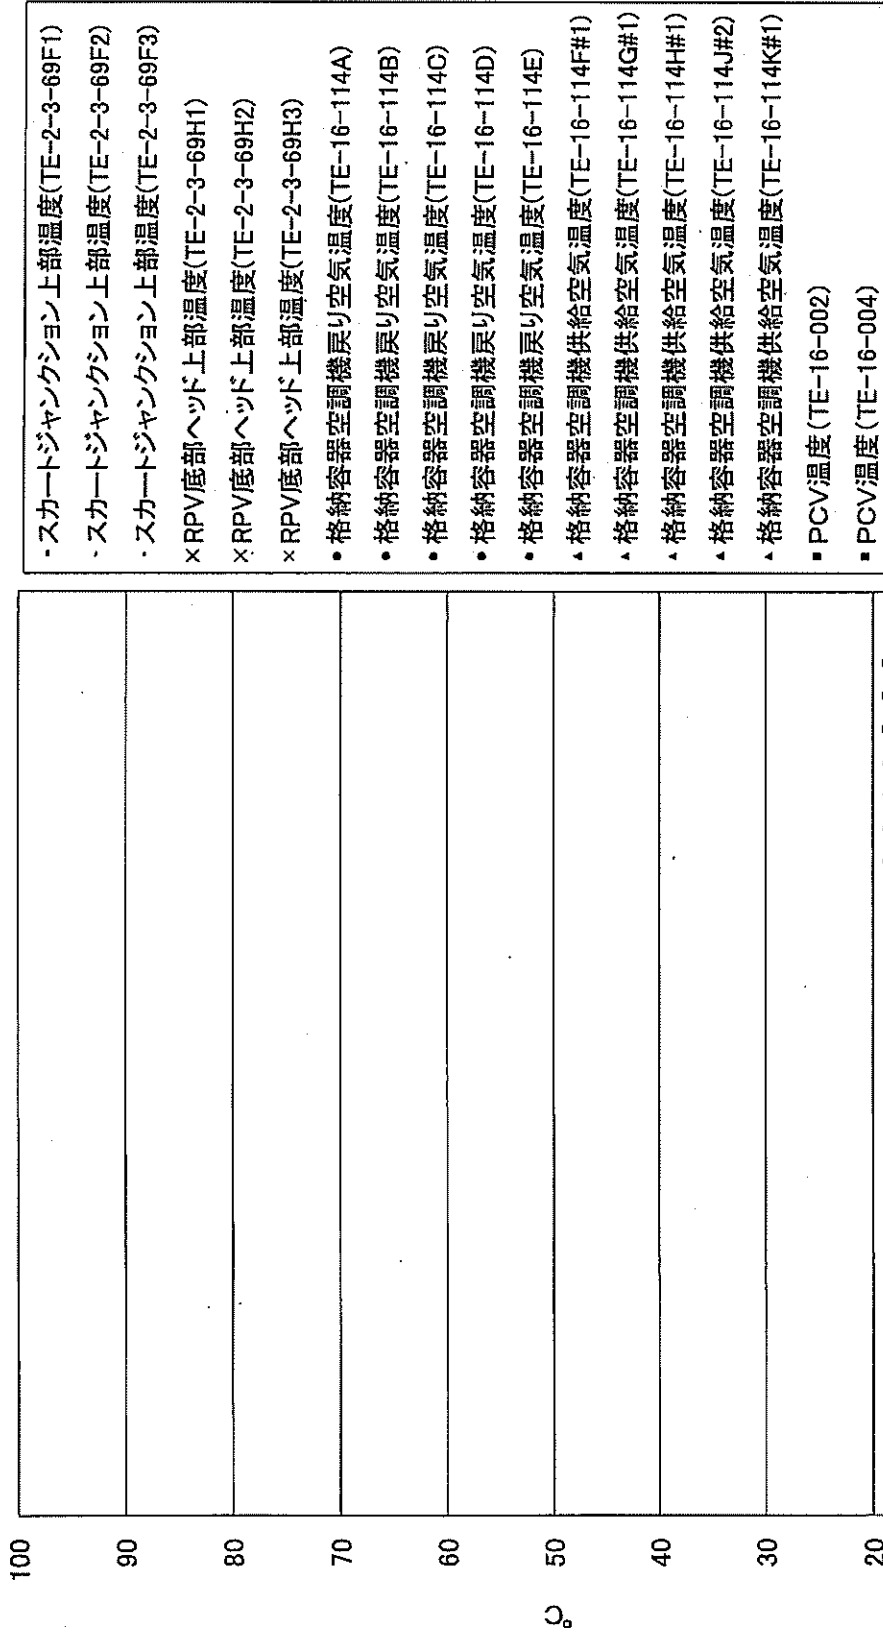 100
90
80
70
60
50
40
30
20
℃
-スカートジャンクション上部温度(TE-2-3-69F1)
-スカートジャンクション上部温度(TE-2-3-69F2)
-スカートジャンクション上部温度(TE-2-3-69F3)
×RPV底部ヘッド上部温度(TE-2-3-69H1)
×RPV底部ヘッド上部温度(TE-2-3-69H2)
×RPV底部ヘッド上部温度(TE-2-3-69H3)
•格納容器空調機戻り空気温度(TE-16-114A)
•格納容器空調機戻り空気温度(TE-16-114B)
•格納容器空調機戻り空気温度(TE-16-114C)
•格納容器空調機戻り空気温度(TE-16-114D)
•格納容器空調機戻り空気温度(TE-16-114E)
▲格納容器空調機供給空気温度(TE-16-114F#1)
▲格納容器空調機供給空気温度(TE-16-114G#1)
▲格納容器空調機供給空気温度(TE-16-114H#1)
▲格納容器空調機供給空気温度(TE-16-114J#2)
▲格納容器空調機供給空気温度(TE-16-114K#1)
■PCV温度(TE-16-002)
■PCV温度(TE-16-004)